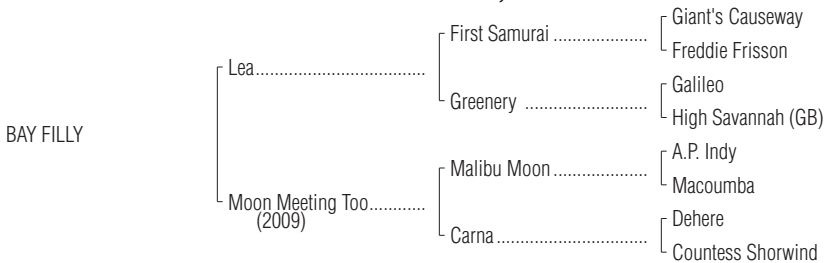 Giant's Causeway
First Samurai ...................
Freddie Frisson
Lea..................................
Galileo
Greenery .........................
High Savannah (GB)
BAY FILLY
A.P. Indy
Malibu Moon ...................
Macoumba
Moon Meeting Too...........
(2009)
Dehere
Carna ..............................
Countess Shorwind